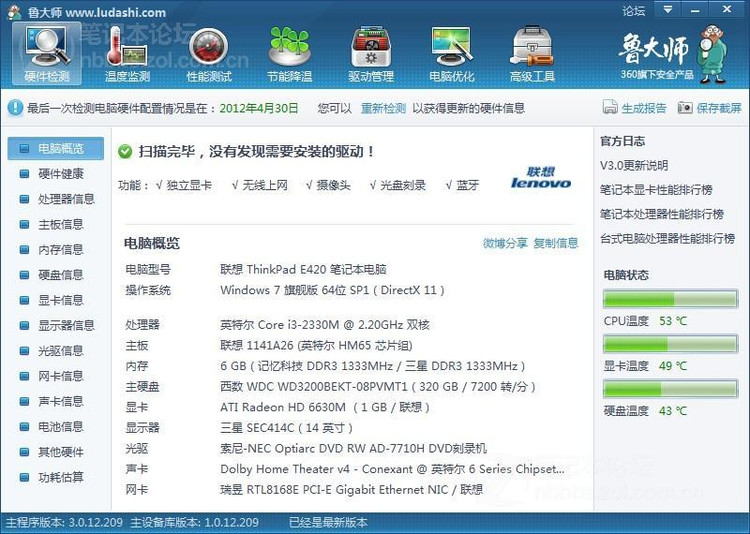 鲁大师 www.ludashi.com
论坛
硬件检测 温度监测 性能测试 节能降温 驱动管理 电脑优化 高级工具
鲁大师
360旗下安全产品
最后一次检测电脑硬件配置情况是在：2012年4月30日 您可以 重新检测 以获得更新的硬件信息
生成报告 保存截屏
电脑概览
硬件健康
处理器信息
主板信息
内存信息
硬盘信息
显卡信息
显示器信息
光驱信息
网卡信息
声卡信息
电池信息
其他硬件
功耗估算
扫描完毕，没有发现需要安装的驱动！
功能：√ 独立显卡 √ 无线上网 √ 摄像头 √ 光盘刻录 √ 蓝牙
联想
lenovo
电脑概览
微博分享 复制信息
电脑型号 联想 ThinkPad E420 笔记本电脑
操作系统 Windows 7 旗舰版 64位 SP1 ( DirectX 11 )
处理器 英特尔 Core i3-2330M @ 2.20GHz 双核
主板 联想 1141A26 (英特尔 HM65 芯片组)
内存 6 GB ( 记忆科技 DDR3 1333MHz / 三星 DDR3 1333MHz )
主硬盘 西数 WDC WD3200BEKT-08PVMT1 ( 320 GB / 7200 转/分 )
显卡 ATI Radeon HD 6630M ( 1 GB / 联想 )
显示器 三星 SEC414C ( 14 英寸 )
光驱 索尼-NEC Optiarc DVD RW AD-7710H DVD刻录机
声卡 Dolby Home Theater v4 - Conexant @ 英特尔 6 Series Chipset...
网卡 瑞昱 RTL8168E PCI-E Gigabit Ethernet NIC / 联想
官方日志
V3.0更新说明
笔记本显卡性能排行榜
笔记本处理器性能排行榜
台式电脑处理器性能排行榜
电脑状态
CPU温度 53 ℃
显卡温度 49 ℃
硬盘温度 43 ℃
主程序版本: 3.0.12.209 主设备库版本: 1.0.12.209 已经是最新版本